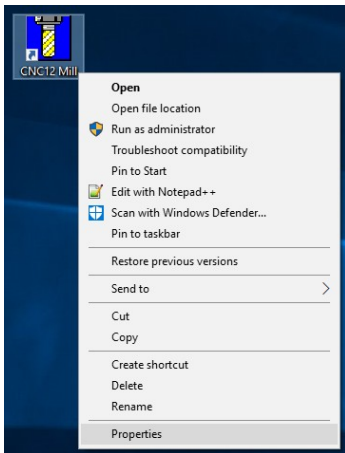 CNC12 Mill
Open
Open file location
Run as administrator
Troubleshoot compatibility
Pin to Start
Edit with Notepad++
Scan with Windows Defender...
Pin to taskbar
Restore previous versions
Send to
Cut
Copy
Create shortcut
Delete
Rename
Properties